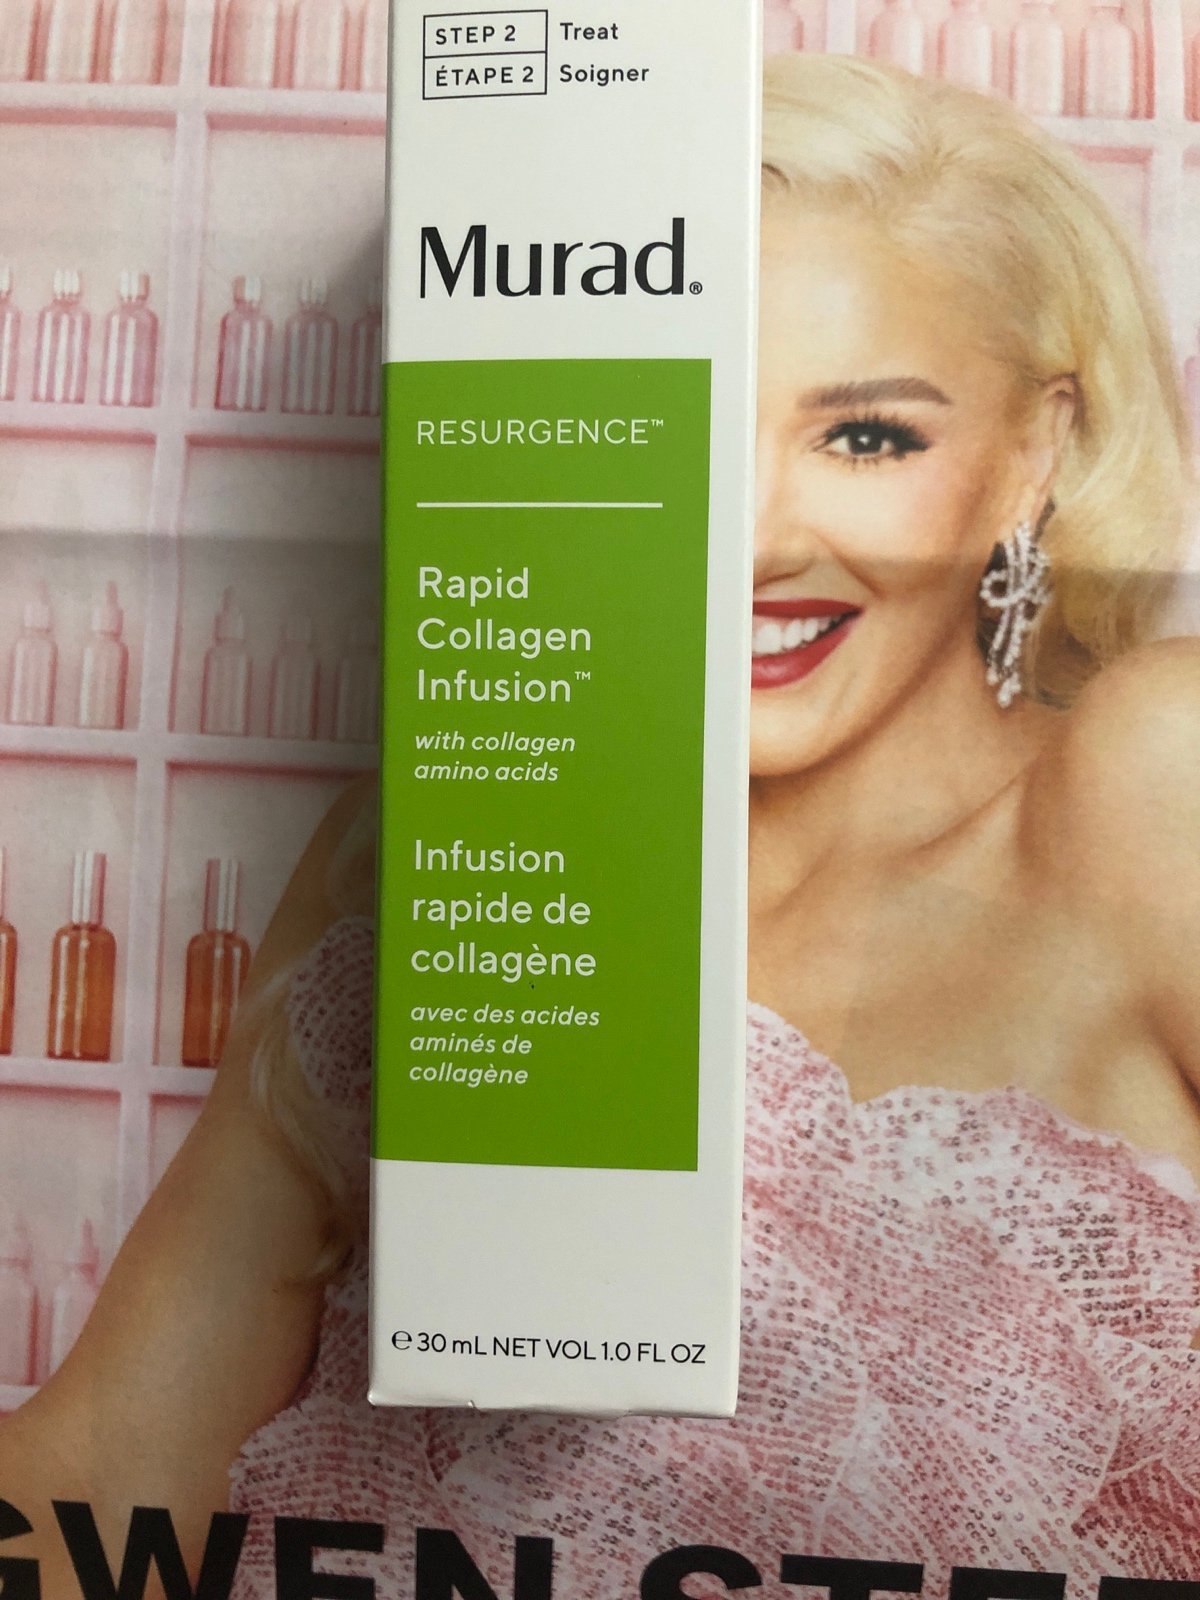 STEP 2 Treat
ÉTAPE 2 Soigner
Murad®
RESURGENCE™
Rapid
Collagen
Infusion™
with collagen
amino acids
Infusion
rapide de
collagène
avec des acides
aminés de
collagène
℮ 30 mL NET VOL 1.0 FL OZ
GWEN